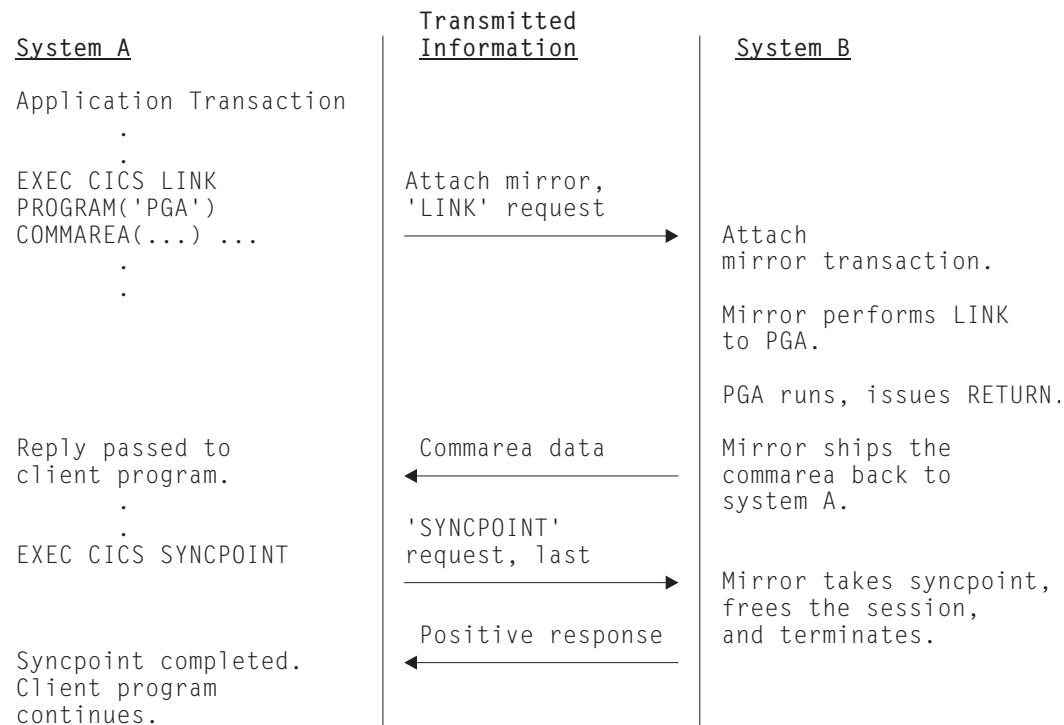 Transmitted
System A Information System B
Application Transaction
.
.
EXEC CICS LINK Attach mirror,
PROGRAM('PGA') 'LINK' request
COMMAREA(...) ... Attach
. mirror transaction.
.
Mirror performs LINK
to PGA.
PGA runs, issues RETURN.
Reply passed to Commarea data Mirror ships the
client program. commarea back to
. system A.
. 'SYNCPOINT'
EXEC CICS SYNCPOINT request, last
Mirror takes syncpoint,
frees the session,
Positive response and terminates.
Syncpoint completed.
Client program
continues.